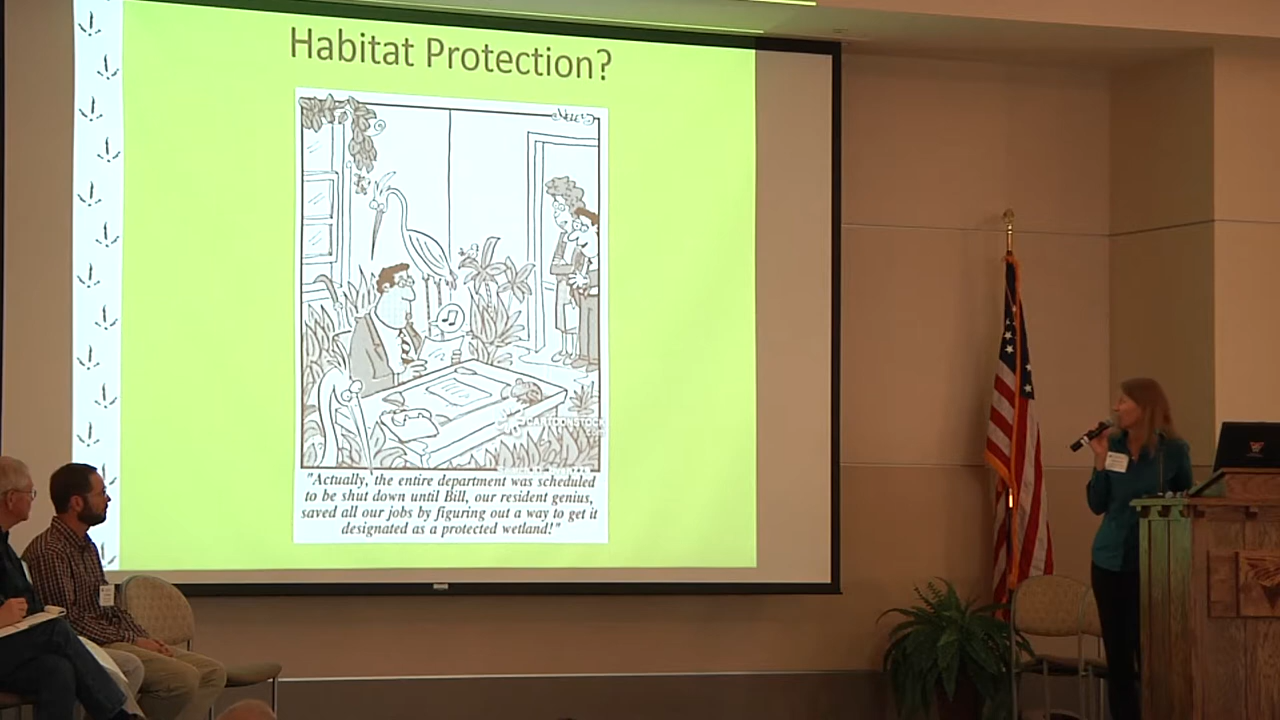 Habitat Protection?
CARTOONSTOCK
"Actually, the entire department was scheduled
to be shut down until Bill, our resident genius,
saved all our jobs by figuring out a way to get it
designated as a protected wetland!"